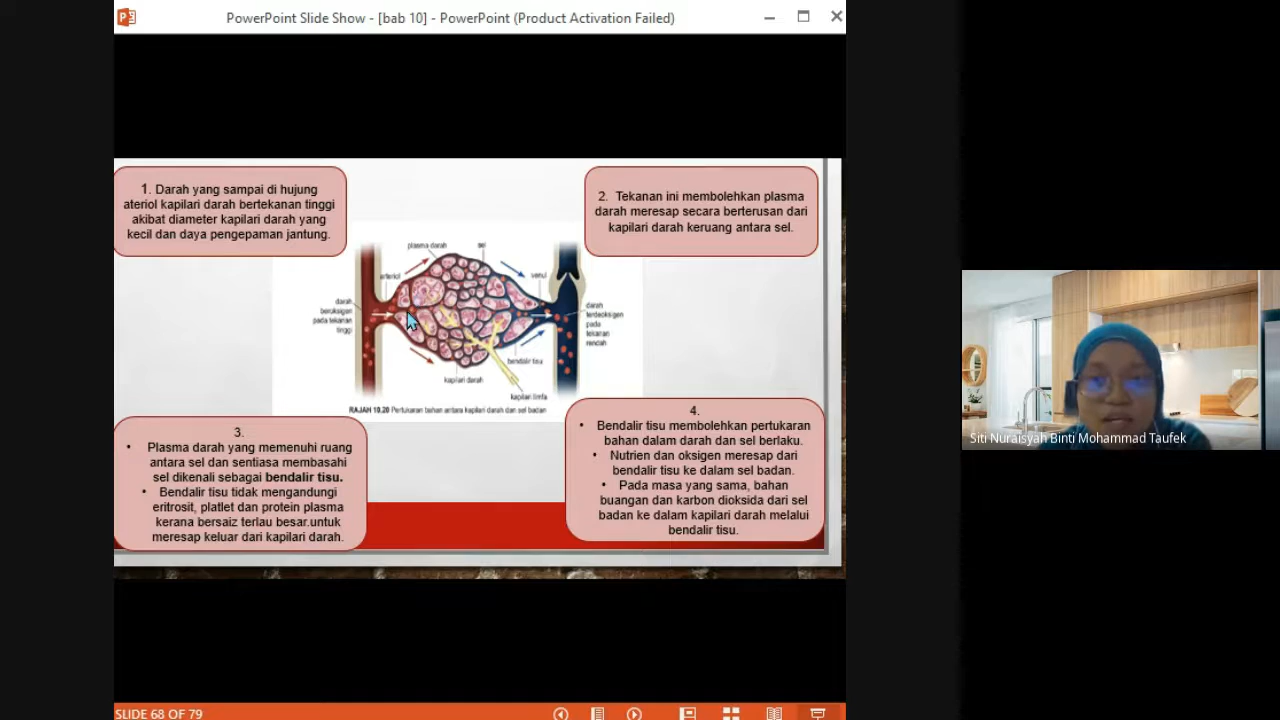 PowerPoint Slide Show - [bab 10] - PowerPoint (Product Activation Failed)
1. Darah yang sampai di hujung
ateriol kapilari darah bertekanan tinggi
akibat diameter kapilari darah yang
kecil dan daya pengepaman jantung.
2. Tekanan ini membolehkan plasma
darah meresap secara berterusan dari
kapilari darah keruang antara sel.
plasma darah
sel
arteriol
venul
darah
beroksigen
pada tekanan
tinggi
darah
terdeoksigen
pada
tekanan
rendah
bendalir tisu
kapilari darah
kapilari limfa
RAJAH 10.20 Pertukaran bahan antara kapilari darah dan sel badan
3.
• Plasma darah yang memenuhi ruang
antara sel dan sentiasa membasahi
sel dikenali sebagai bendalir tisu.
• Bendalir tisu tidak mengandungi
eritrosit, platlet dan protein plasma
kerana bersaiz terlau besar.untuk
meresap keluar dari kapilari darah.
4.
• Bendalir tisu membolehkan pertukaran
bahan dalam darah dan sel berlaku.
• Nutrien dan oksigen meresap dari
bendalir tisu ke dalam sel badan.
• Pada masa yang sama, bahan
buangan dan karbon dioksida dari sel
badan ke dalam kapilari darah melalui
bendalir tisu.
Siti Nuraisyah Binti Mohammad Taufek
SLIDE 68 OF 79